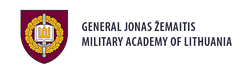 GENERAL JONAS ŽEMAITIS
MILITARY ACADEMY OF LITHUANIA